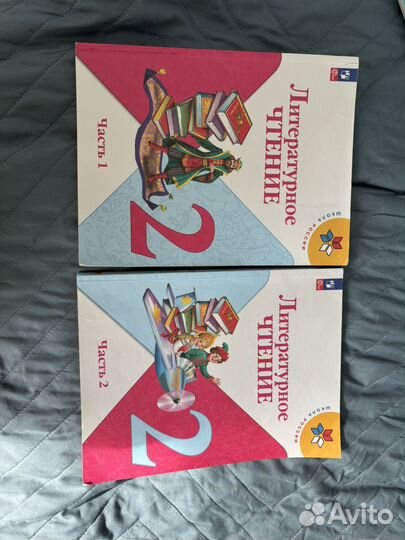 Литературное
ЧТЕНИЕ
Часть 1
2
ШКОЛА РОССИИ
Литературное
ЧТЕНИЕ
Часть 2
2
ШКОЛА РОССИИ
Avito